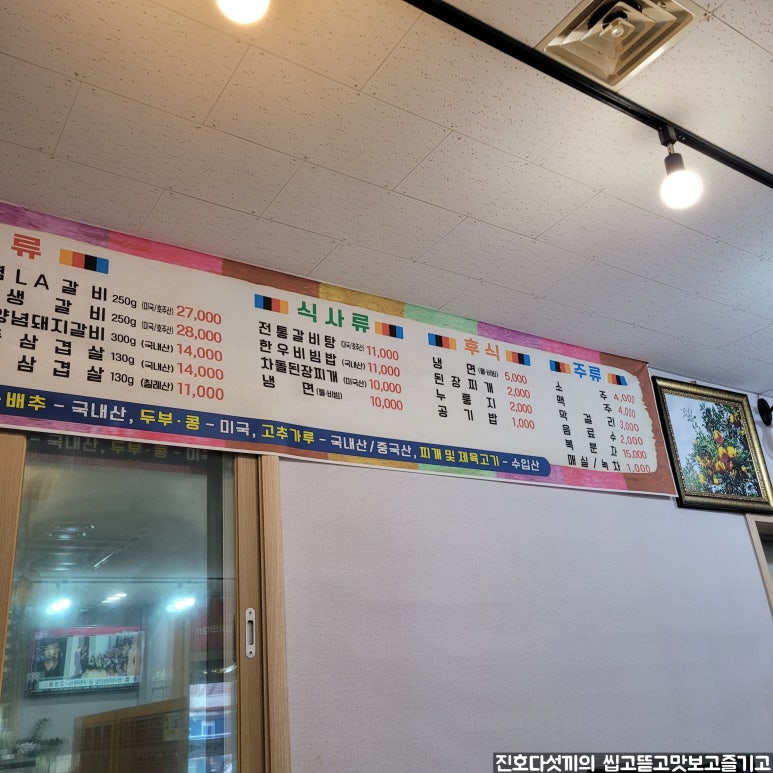 류
LA갈비 250g (미국/호주산) 27,000
생갈비 250g (미국/호주산) 28,000
양념돼지갈비 300g (국내산) 14,000
삼겹살 130g (국내산) 14,000
삼겹살 130g (칠레산) 11,000
식사류
전통갈비탕 (미국/호주산) 11,000
한우비빔밥 (국내산) 11,000
차돌된장찌개 (미국산) 10,000
냉면 (물·비빔) 10,000
후식
냉면 (물·비빔) 5,000
된장찌개 2,000
누룽지 2,000
공기밥 1,000
주류
소주 4,000
맥주 4,000
막걸리 3,000
음료수 2,000
복분자 15,000
매실/녹차 1,000
배추 - 국내산, 두부·콩 - 미국, 고추가루 - 국내산/중국산, 찌개 및 제육고기 - 수입산
진호다섯끼의 씹고뜯고맛보고즐기고